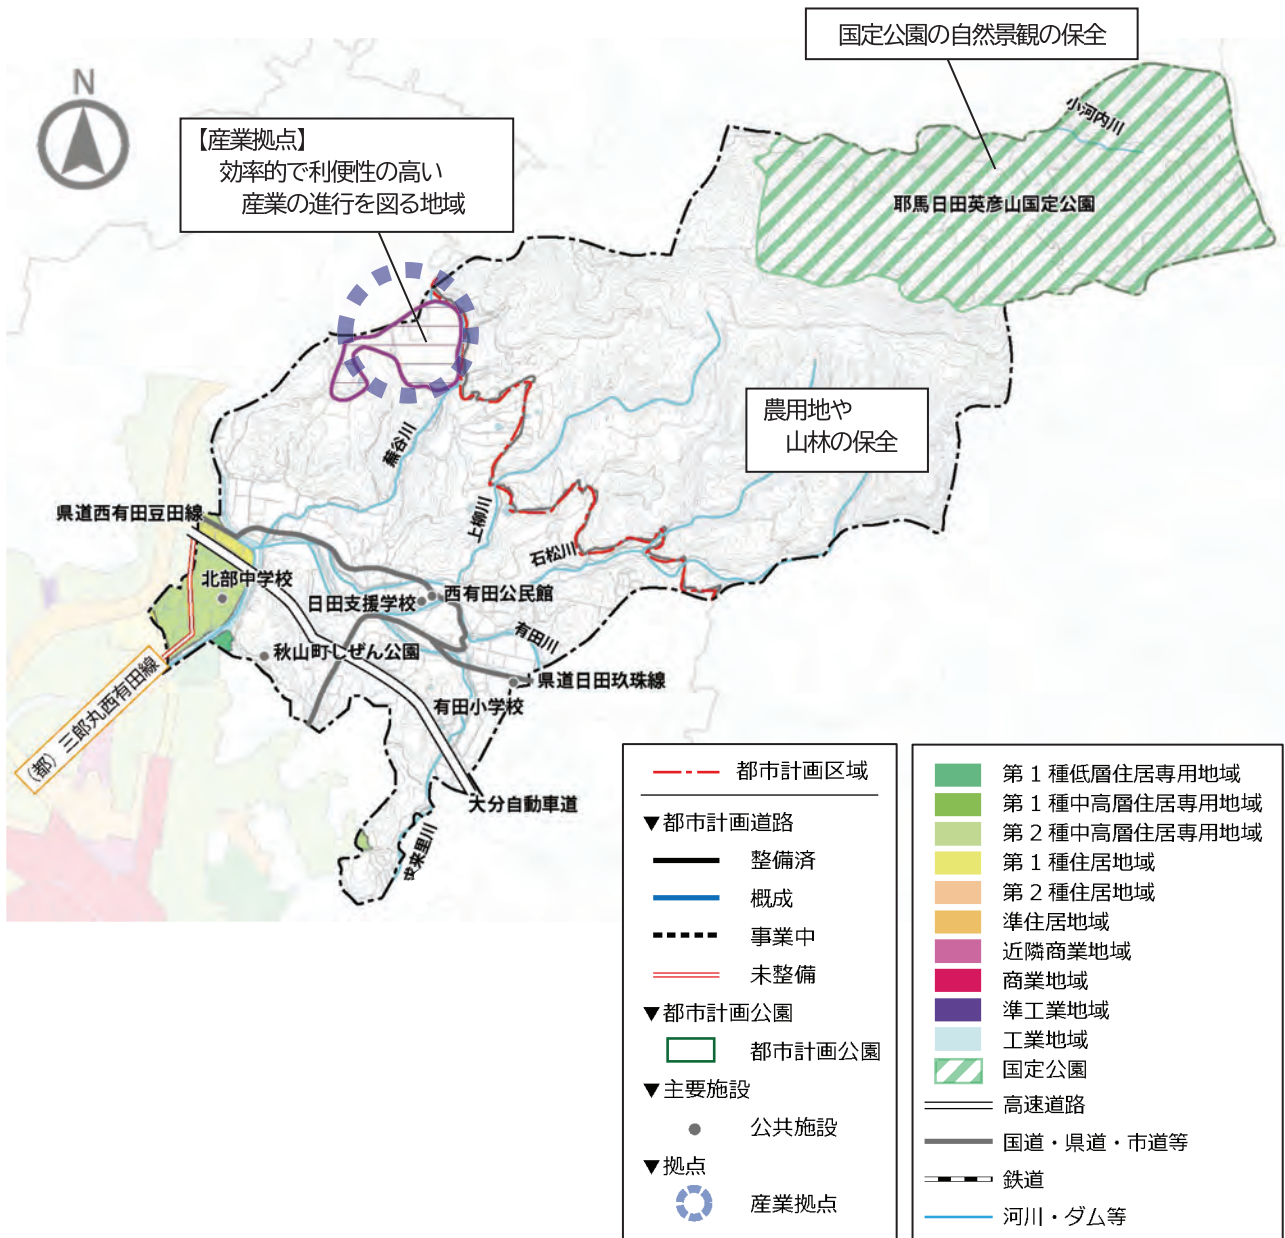 国定公園の自然景観の保全
N
【産業拠点】
効率的で利便性の高い
産業の進行を図る地域
小河内川
耶馬日田英彦山国定公園
農用地や
山林の保全
蕪谷川
上柳川
石松川
県道西有田豆田線
北部中学校
日田支援学校
西有田公民館
有田川
秋山町しぜん公園
県道日田玖珠線
有田小学校
(都)三郎丸西有田線
大分自動車道
求来里川
都市計画区域
▼都市計画道路
整備済
概成
事業中
未整備
▼都市計画公園
都市計画公園
▼主要施設
公共施設
▼拠点
産業拠点
第1種低層住居専用地域
第1種中高層住居専用地域
第2種中高層住居専用地域
第1種住居地域
第2種住居地域
準住居地域
近隣商業地域
商業地域
準工業地域
工業地域
国定公園
高速道路
国道・県道・市道等
鉄道
河川・ダム等